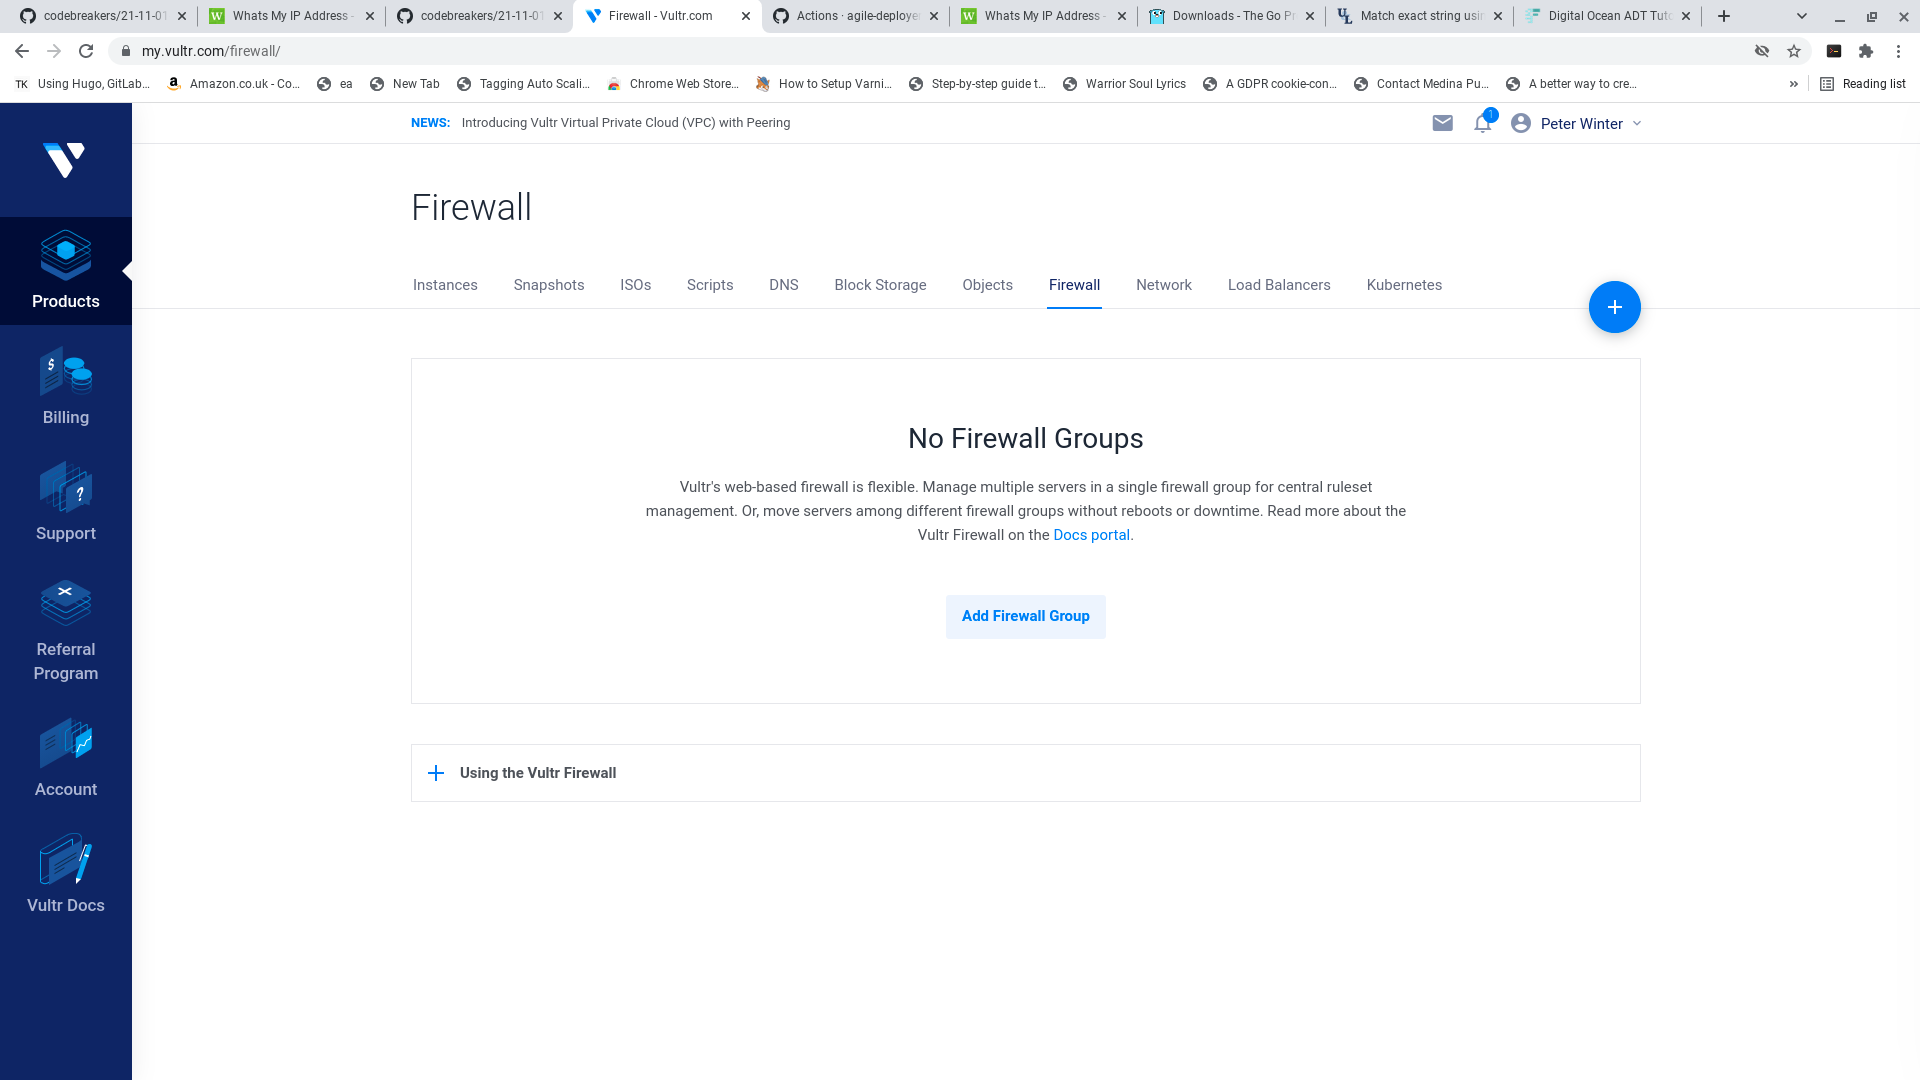 codebreakers/21-11-01
Whats My IP Address -
codebreakers/21-11-01
Firewall - Vultr.com
Actions · agile-deployer
Whats My IP Address -
Downloads - The Go Pr
Match exact string usin
Digital Ocean ADT Tuto
my.vultr.com/firewall/
TK Using Hugo, GitLab...
Amazon.co.uk - Co...
ea
New Tab
Tagging Auto Scali...
Chrome Web Store...
How to Setup Varni...
Step-by-step guide t...
Warrior Soul Lyrics
A GDPR cookie-con...
Contact Medina Pu...
A better way to cre...
»
Reading list
NEWS: Introducing Vultr Virtual Private Cloud (VPC) with Peering
1
Peter Winter
Firewall
Instances Snapshots ISOs Scripts DNS Block Storage Objects Firewall Network Load Balancers Kubernetes
Products
Billing
Support
Referral
Program
Account
Vultr Docs
No Firewall Groups
Vultr's web-based firewall is flexible. Manage multiple servers in a single firewall group for central ruleset
management. Or, move servers among different firewall groups without reboots or downtime. Read more about the
Vultr Firewall on the Docs portal.
Add Firewall Group
Using the Vultr Firewall